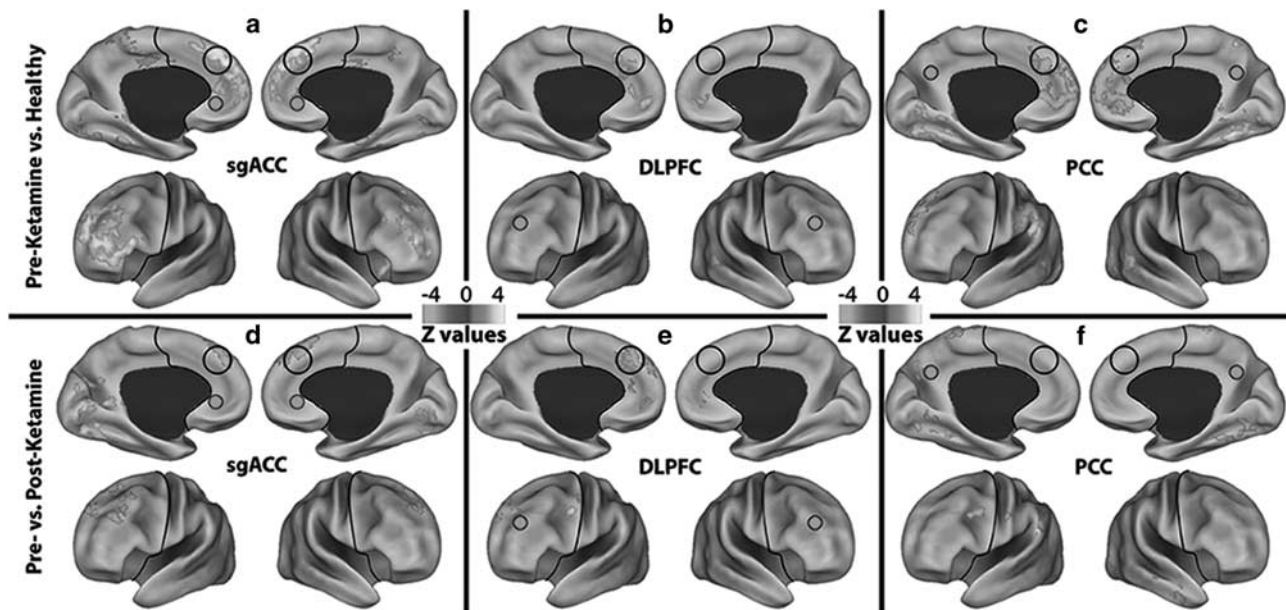 Pre-Ketamine vs. Healthy
a
b
c
sgACC
DLPFC
PCC
-4 0 4
Z values
-4 0 4
Z values
Pre- vs. Post-Ketamine
d
e
f
sgACC
DLPFC
PCC